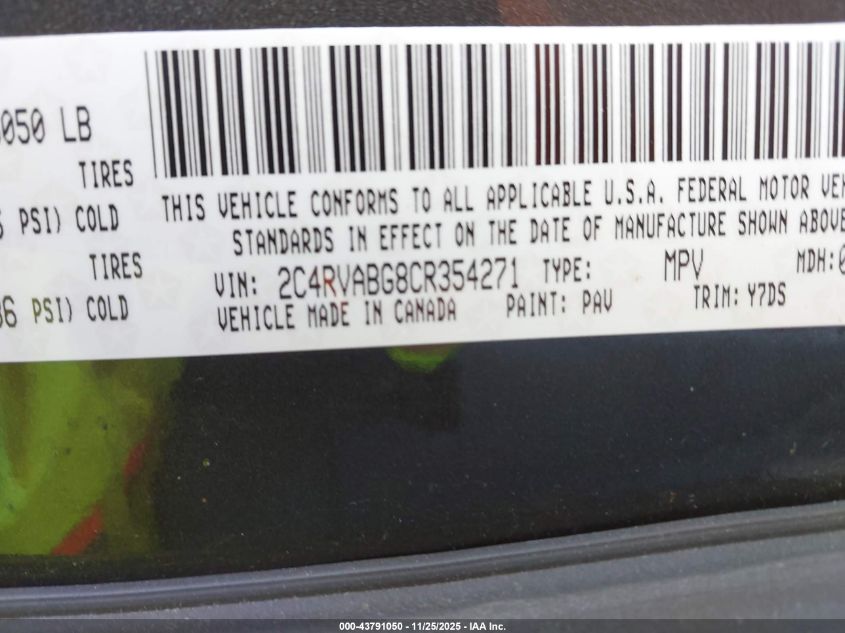 050 LB
TIRES
PSI) COLD
TIRES
36 PSI) COLD
THIS VEHICLE CONFORMS TO ALL APPLICABLE U.S.A. FEDERAL MOTOR VEH
STANDARDS IN EFFECT ON THE DATE OF MANUFACTURE SHOWN ABOVE
VIN: 2C4RVABG8CR354271 TYPE: MPV MDH:0
VEHICLE MADE IN CANADA PAINT: PAV TRIM: Y7DS
000-43791050 • 11/25/2025 • IAA Inc.